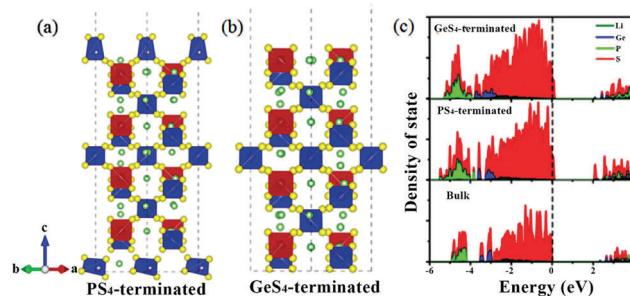 (a)
(b)
(c)
c
b
a
PS4-terminated
GeS4-terminated
Density of state
GeS4-terminated
Li
Ge
P
S
PS4-terminated
Bulk
-6 -4 -2 0 2
Energy (eV)